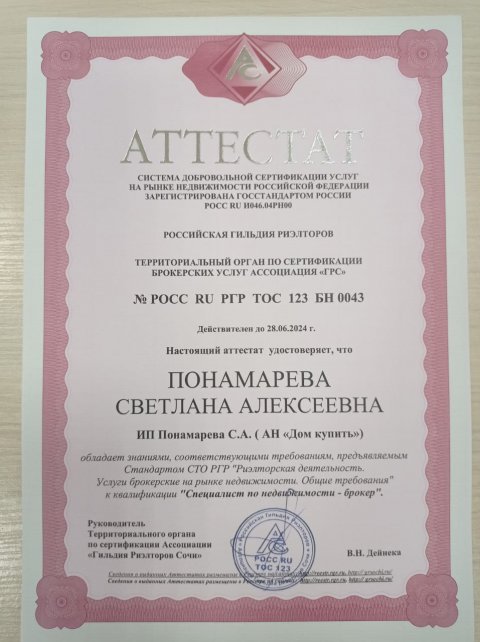 АТТЕСТАТ
СИСТЕМА ДОБРОВОЛЬНОЙ СЕРТИФИКАЦИИ УСЛУГ
НА РЫНКЕ НЕДВИЖИМОСТИ РОССИЙСКОЙ ФЕДЕРАЦИИ
ЗАРЕГИСТРИРОВАНА ГОССТАНДАРТОМ РОССИИ
РОСС RU И046.04РН00
РОССИЙСКАЯ ГИЛЬДИЯ РИЭЛТОРОВ
ТЕРРИТОРИАЛЬНЫЙ ОРГАН ПО СЕРТИФИКАЦИИ
БРОКЕРСКИХ УСЛУГ АССОЦИАЦИЯ «ГРС»
№ РОСС RU РГР ТОС 123 БН 0043
Действителен до 28.06.2024 г.
Настоящий аттестат удостоверяет, что
ПОНАМАРЕВА
СВЕТЛАНА АЛЕКСЕЕВНА
ИП Понамарева С.А. ( АН «Дом купить»)
обладает знаниями, соответствующими требованиям, предъявляемым
Стандартом СТО РГР "Риэлторская деятельность.
Услуги брокерские на рынке недвижимости. Общие требования"
к квалификации "Специалист по недвижимости - брокер".
Руководитель
Территориального органа
по сертификации Ассоциации
«Гильдия Риэлторов Сочи»
РОСС RU
ТОС 123
В.Н. Дейнека
Сведения о выданных Аттестатах размещены в